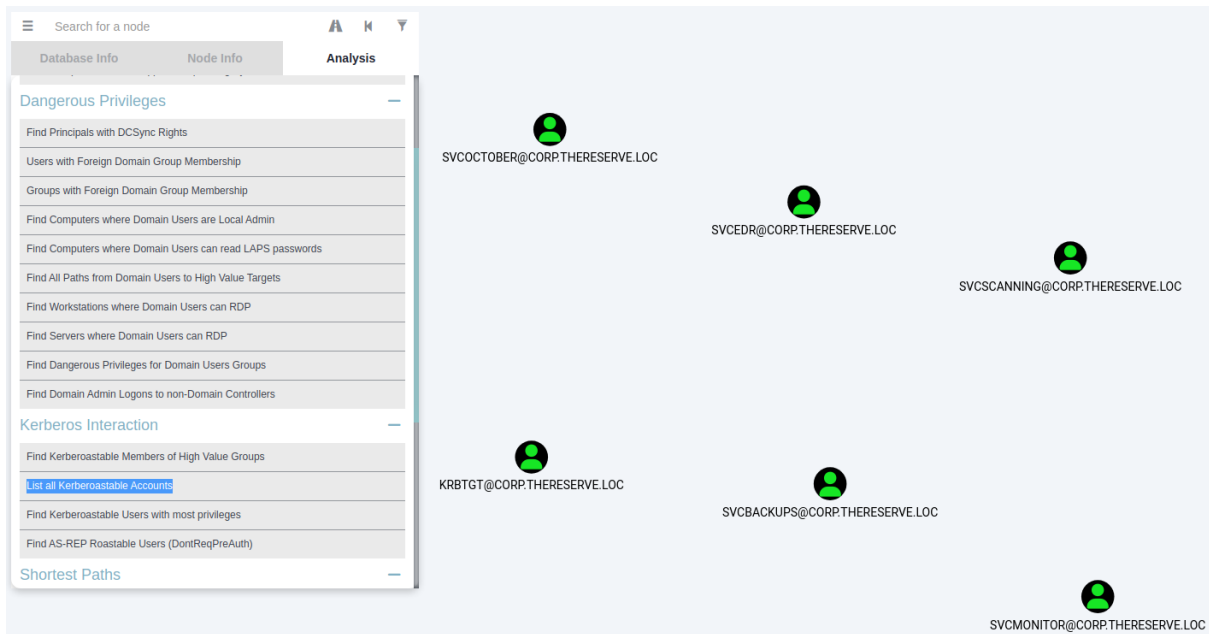 Search for a node
Database Info
Node Info
Analysis
Dangerous Privileges
Find Principals with DCSync Rights
Users with Foreign Domain Group Membership
Groups with Foreign Domain Group Membership
Find Computers where Domain Users are Local Admin
Find Computers where Domain Users can read LAPS passwords
Find All Paths from Domain Users to High Value Targets
Find Workstations where Domain Users can RDP
Find Servers where Domain Users can RDP
Find Dangerous Privileges for Domain Users Groups
Find Domain Admin Logons to non-Domain Controllers
Kerberos Interaction
Find Kerberoastable Members of High Value Groups
List all Kerberoastable Accounts
Find Kerberoastable Users with most privileges
Find AS-REP Roastable Users (DontReqPreAuth)
Shortest Paths
SVCOCTOBER@CORP.THERESERVE.LOC
SVCEDR@CORP.THERESERVE.LOC
SVCSCANNING@CORP.THERESERVE.LOC
KRBTGT@CORP.THERESERVE.LOC
SVCBACKUPS@CORP.THERESERVE.LOC
SVCMONITOR@CORP.THERESERVE.LOC